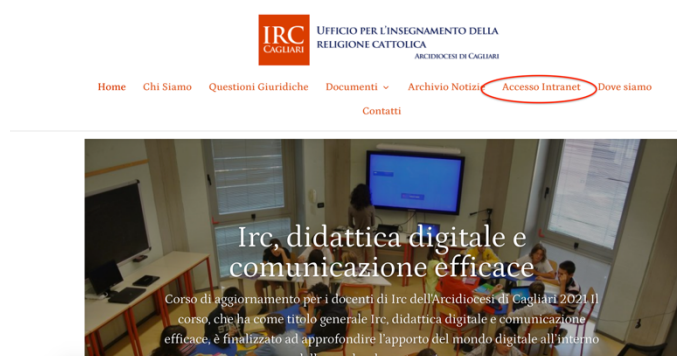 IRC
CAGLIARI
UFFICIO PER L'INSEGNAMENTO DELLA
RELIGIONE CATTOLICA
ARCIDIOCESI DI CAGLIARI
Home Chi Siamo Questioni Giuridiche Documenti Archivio Notizie Accesso Intranet Dove siamo
Contatti
Irc, didattica digitale e
comunicazione efficace
Corso di aggiornamento per i docenti di Irc dell'Arcidiocesi di Cagliari 2021 Il
corso, che ha come titolo generale Irc, didattica digitale e comunicazione
efficace, è finalizzato ad approfondire l'apporto del mondo digitale all'interno